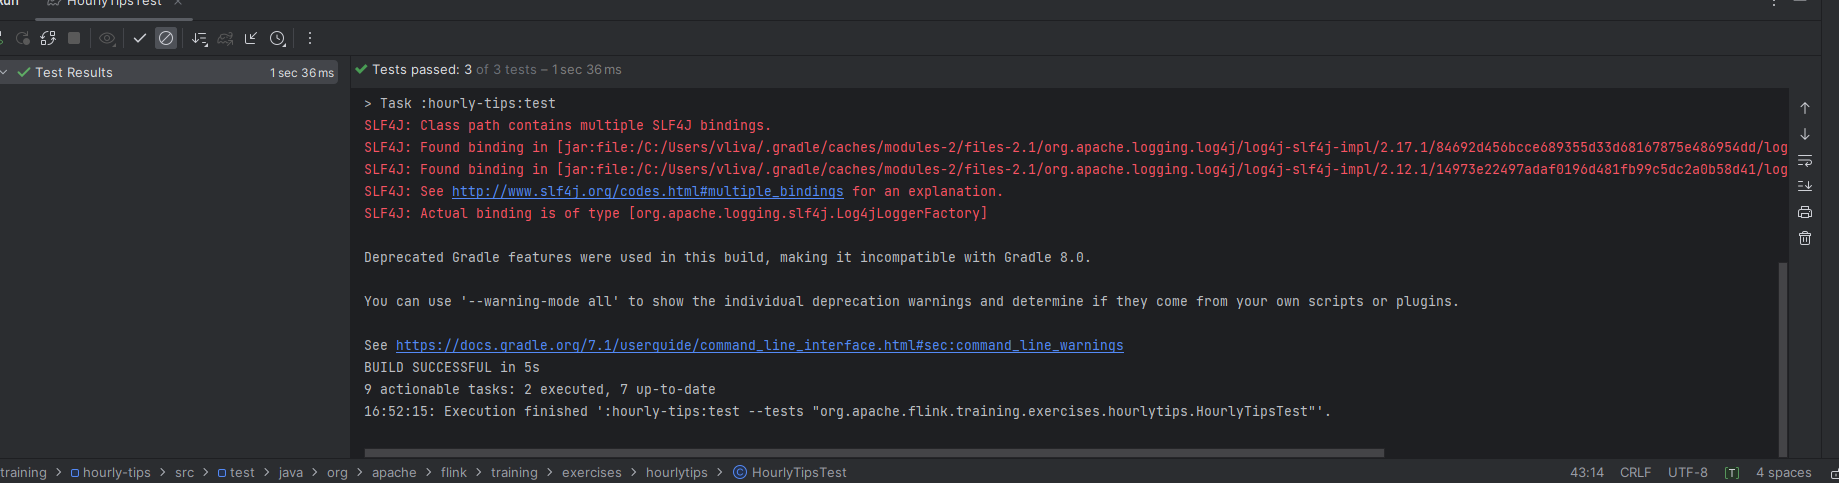 HourlyTipsTest
Test Results 1 sec 36 ms
Tests passed: 3 of 3 tests – 1 sec 36 ms
> Task :hourly-tips:test
SLF4J: Class path contains multiple SLF4J bindings.
SLF4J: Found binding in [jar:file:/C:/Users/vliva/.gradle/caches/modules-2/files-2.1/org.apache.logging.log4j/log4j-slf4j-impl/2.17.1/84692d456bcce689355d33d68167875e486954dd/log
SLF4J: Found binding in [jar:file:/C:/Users/vliva/.gradle/caches/modules-2/files-2.1/org.apache.logging.log4j/log4j-slf4j-impl/2.12.1/14973e22497adaf0196d481fb99c5dc2a0b58d41/log
SLF4J: See http://www.slf4j.org/codes.html#multiple_bindings for an explanation.
SLF4J: Actual binding is of type [org.apache.logging.slf4j.Log4jLoggerFactory]
Deprecated Gradle features were used in this build, making it incompatible with Gradle 8.0.
You can use '--warning-mode all' to show the individual deprecation warnings and determine if they come from your own scripts or plugins.
See https://docs.gradle.org/7.1/userguide/command_line_interface.html#sec:command_line_warnings
BUILD SUCCESSFUL in 5s
9 actionable tasks: 2 executed, 7 up-to-date
16:52:15: Execution finished ':hourly-tips:test --tests "org.apache.flink.training.exercises.hourlytips.HourlyTipsTest"'.
training > hourly-tips > src > test > java > org > apache > flink > training > exercises > hourlytips > HourlyTipsTest 43:14 CRLF UTF-8 [T] 4 spaces